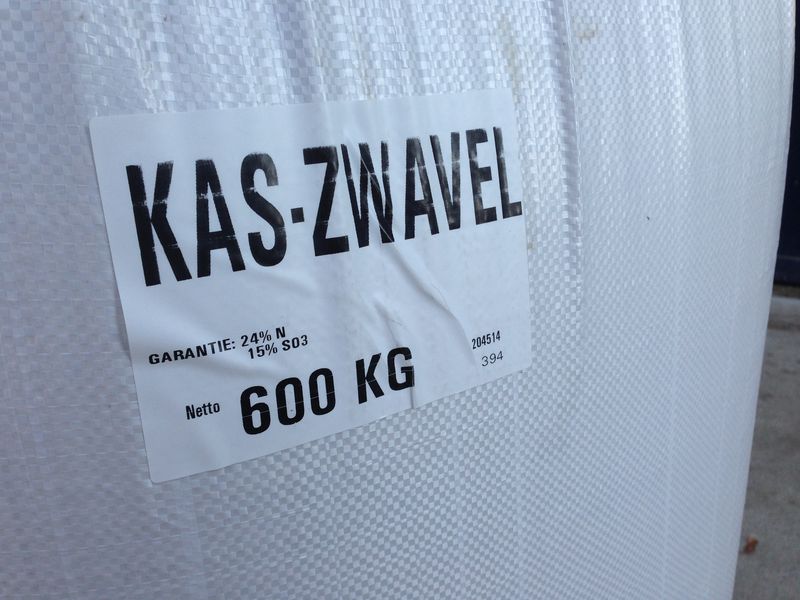 KAS-ZWAVEL
GARANTIE: 24% N
15% SO3
204514
394
Netto 600 KG